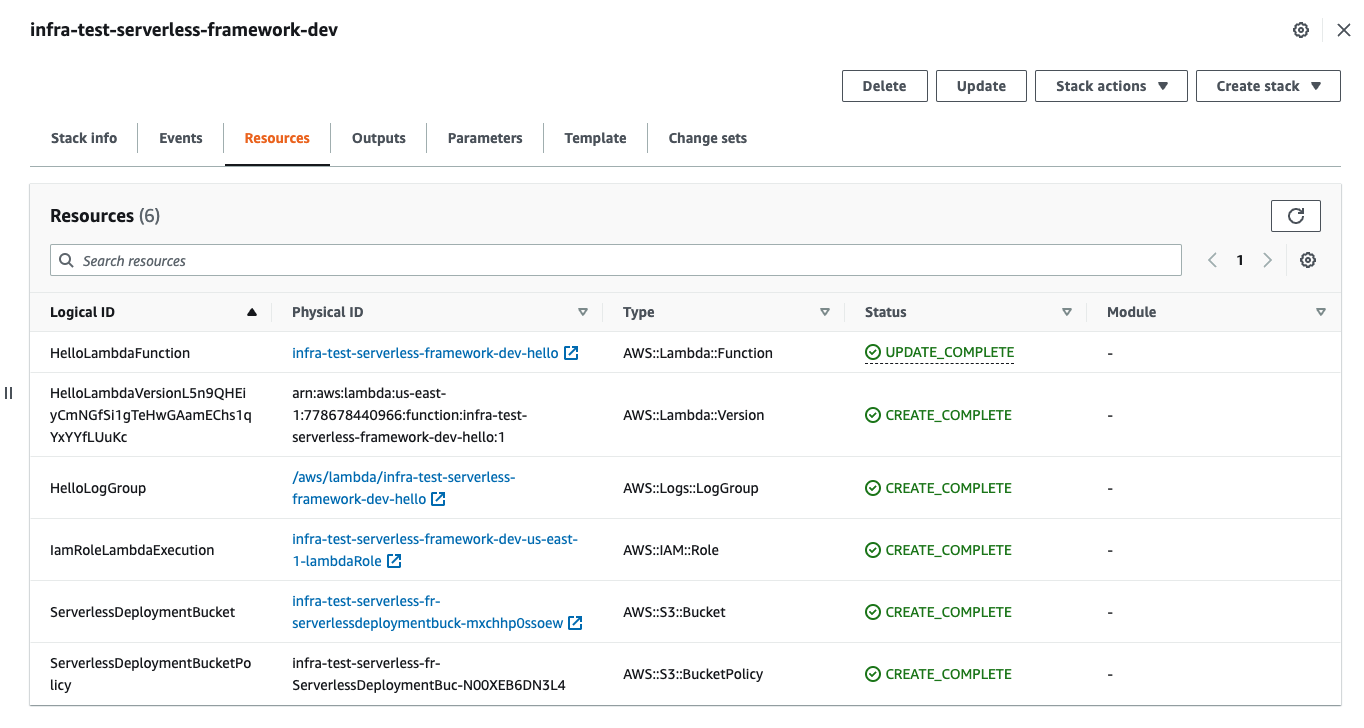 infra-test-serverless-framework-dev
Delete Update Stack actions Create stack
Stack info Events Resources Outputs Parameters Template Change sets
Resources (6)
Search resources 1
Logical ID Physical ID Type Status Module
HelloLambdaFunction infra-test-serverless-framework-dev-hello AWS::Lambda::Function UPDATE_COMPLETE -
HelloLambdaVersionL5n9QHEi arn:aws:lambda:us-east-
yCmNGfSi1gTeHwGAamEChs1q 1:778678440966:function:infra-test- AWS::Lambda::Version CREATE_COMPLETE -
YxYYfLUuKc serverless-framework-dev-hello:1
/aws/lambda/infra-test-serverless-
HelloLogGroup AWS::Logs::LogGroup CREATE_COMPLETE -
framework-dev-hello
infra-test-serverless-framework-dev-us-east-
IamRoleLambdaExecution AWS::IAM::Role CREATE_COMPLETE -
1-lambdaRole
infra-test-serverless-fr-
ServerlessDeploymentBucket AWS::S3::Bucket CREATE_COMPLETE -
serverlessdeploymentbuck-mxchhp0ssoew
ServerlessDeploymentBucketPo infra-test-serverless-fr-
AWS::S3::BucketPolicy CREATE_COMPLETE -
licy ServerlessDeploymentBuc-N00XEB6DN3L4